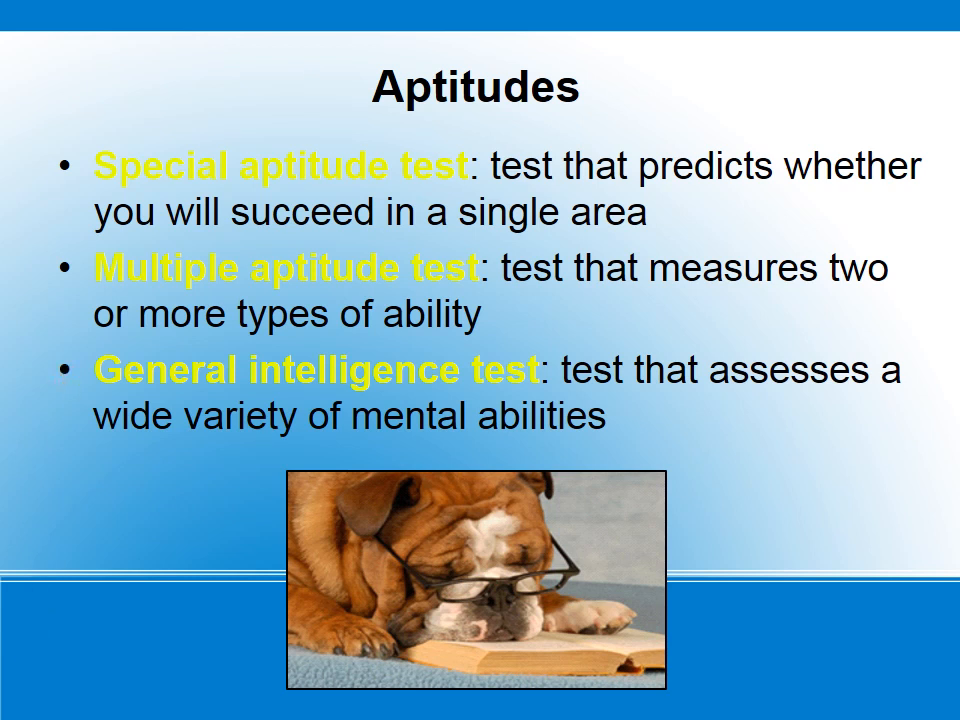 Aptitudes
• Special aptitude test: test that predicts whether
you will succeed in a single area
• Multiple aptitude test: test that measures two
or more types of ability
• General intelligence test: test that assesses a
wide variety of mental abilities